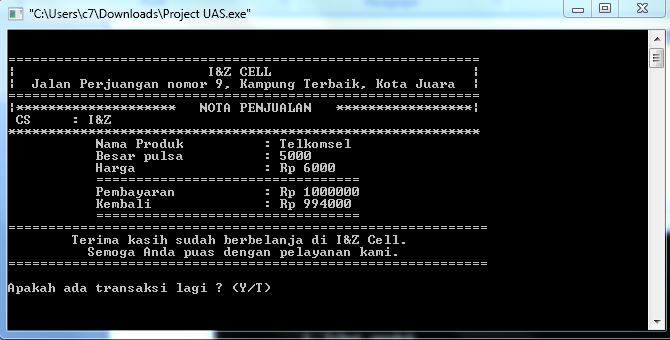 "C:\Users\c7\Downloads\Project UAS.exe"
============================================================
¦ I&Z CELL ¦
¦ Jalan Perjuangan nomor 9, Kampung Terbaik, Kota Juara ¦
============================================================
¦******************** NOTA PENJUALAN *****************¦
CS : I&Z
************************************************************
Nama Produk : Telkomsel
Besar pulsa : 5000
Harga : Rp 6000
=================================
Pembayaran : Rp 1000000
Kembali : Rp 994000
=================================
=============================================================
Terima kasih sudah berbelanja di I&Z Cell.
Semoga Anda puas dengan pelayanan kami.
=============================================================
Apakah ada transaksi lagi ? (Y/T)